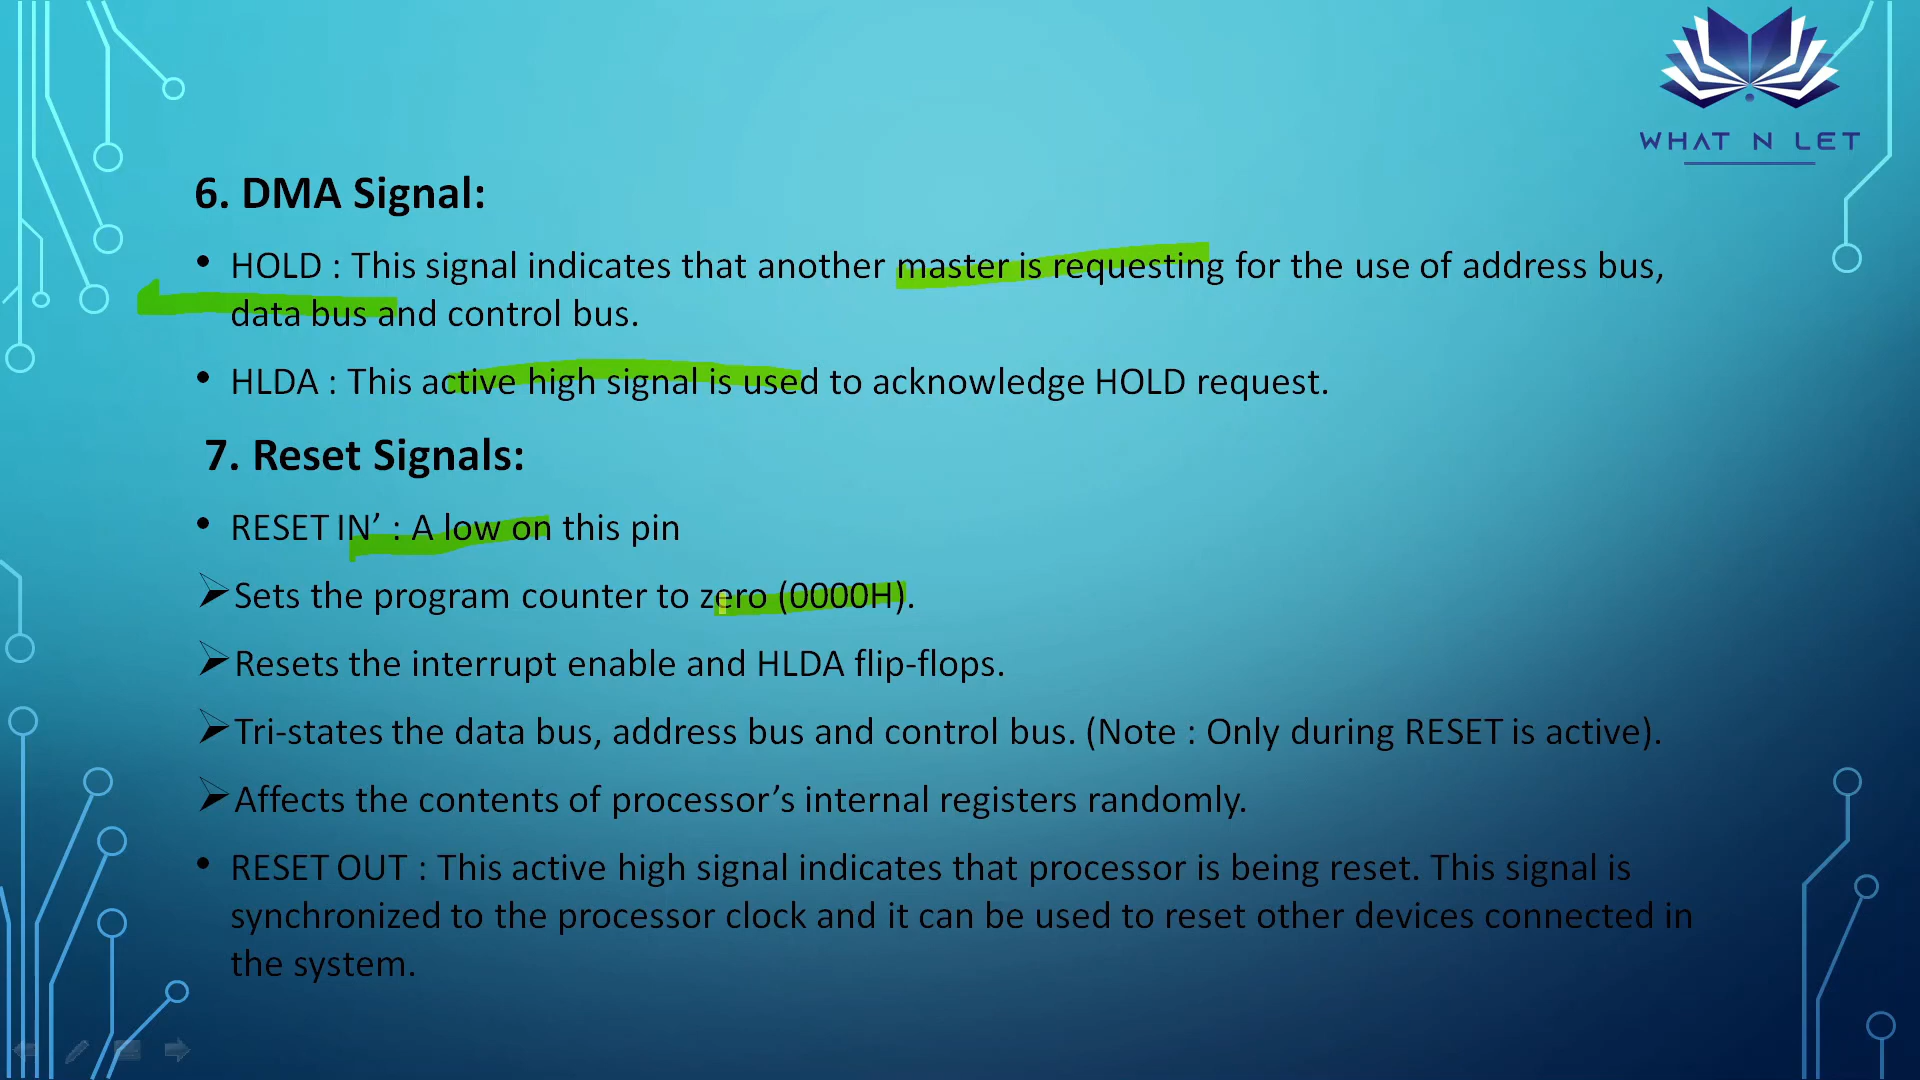 WHAT N LET
6. DMA Signal:
• HOLD : This signal indicates that another master is requesting for the use of address bus,
data bus and control bus.
• HLDA : This active high signal is used to acknowledge HOLD request.
7. Reset Signals:
• RESET IN’ : A low on this pin
➢Sets the program counter to zero (0000H).
➢Resets the interrupt enable and HLDA flip-flops.
➢Tri-states the data bus, address bus and control bus. (Note : Only during RESET is active).
➢Affects the contents of processor’s internal registers randomly.
• RESET OUT : This active high signal indicates that processor is being reset. This signal is
synchronized to the processor clock and it can be used to reset other devices connected in
the system.